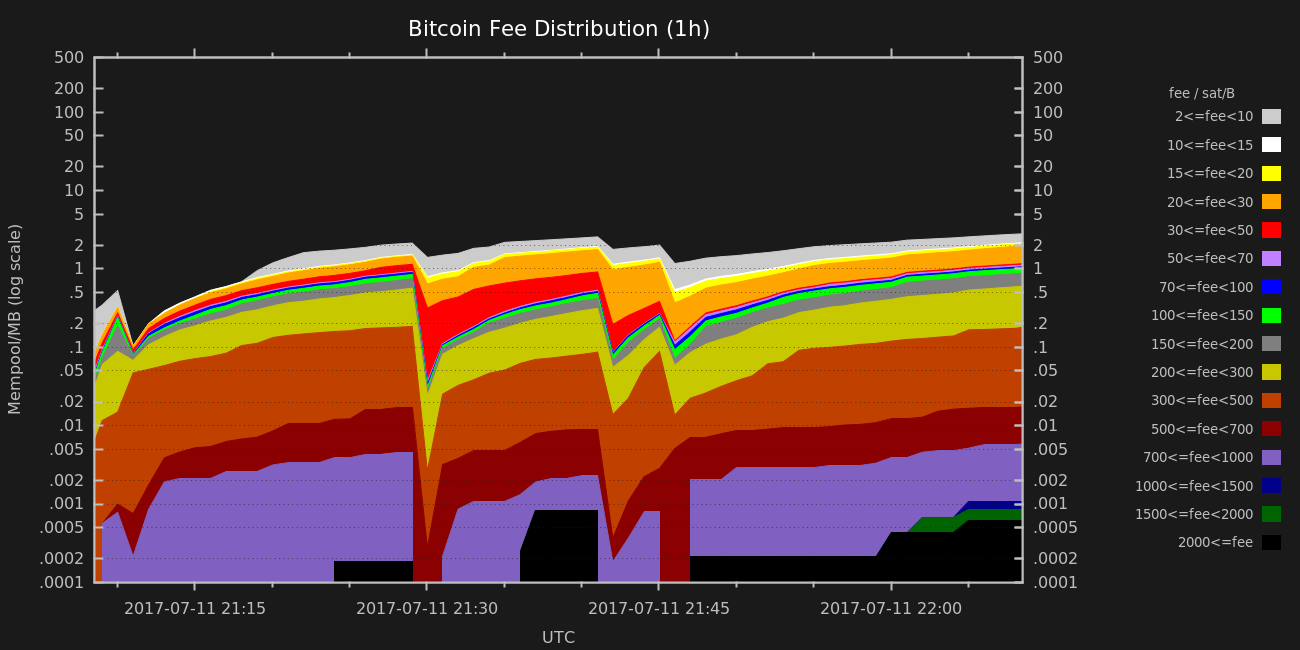 Bitcoin Fee Distribution (1h)
500
200
100
50
20
10
5
2
1
.5
.2
.1
.05
.02
.01
.005
.002
.001
.0005
.0002
.0001
Mempool/MB (log scale)
500
200
100
50
20
10
5
2
1
.5
.2
.1
.05
.02
.01
.005
.002
.001
.0005
.0002
.0001
2017-07-11 21:15
2017-07-11 21:30
2017-07-11 21:45
2017-07-11 22:00
UTC
fee / sat/B
2<=fee<10
10<=fee<15
15<=fee<20
20<=fee<30
30<=fee<50
50<=fee<70
70<=fee<100
100<=fee<150
150<=fee<200
200<=fee<300
300<=fee<500
500<=fee<700
700<=fee<1000
1000<=fee<1500
1500<=fee<2000
2000<=fee